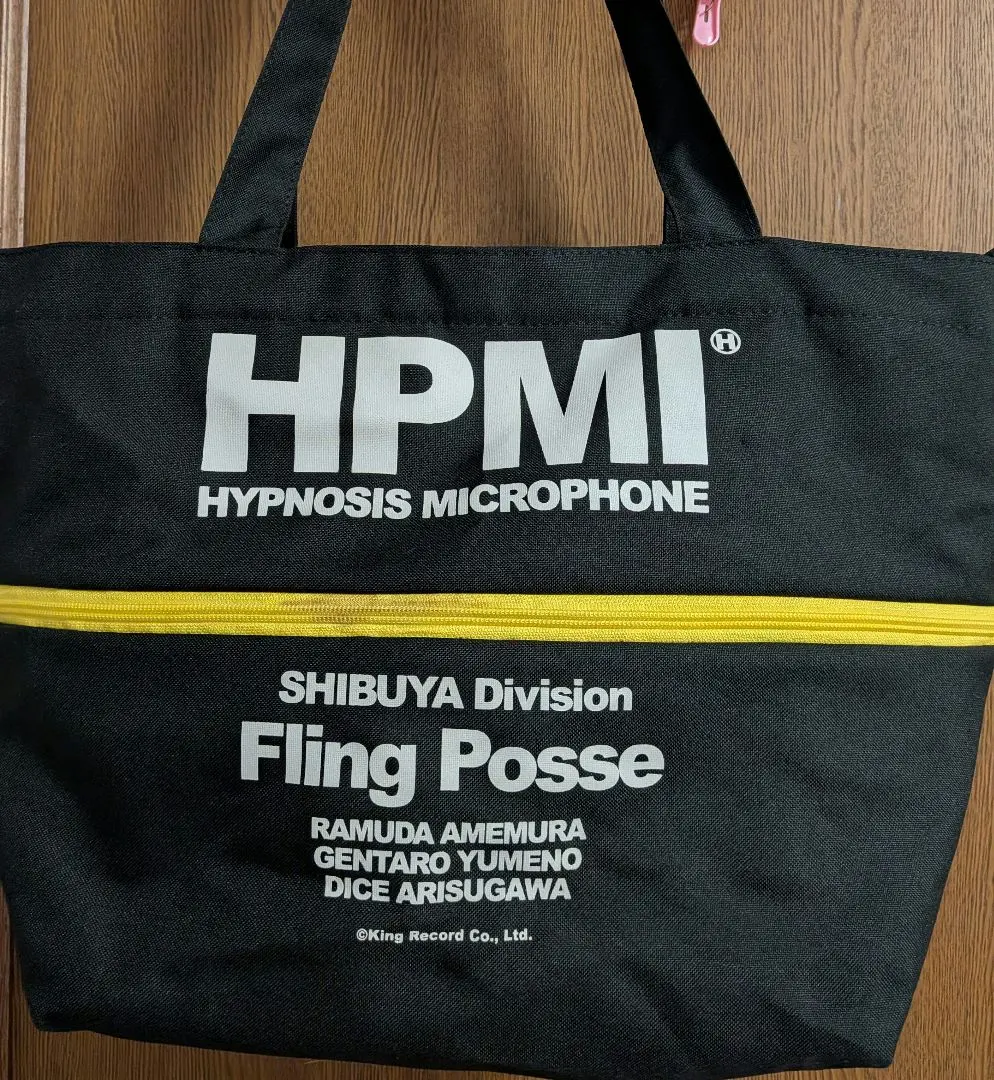 HPMI Ⓗ
HYPNOSIS MICROPHONE
SHIBUYA Division
Fling Posse
RAMUDA AMEMURA
GENTARO YUMENO
DICE ARISUGAWA
©King Record Co., Ltd.